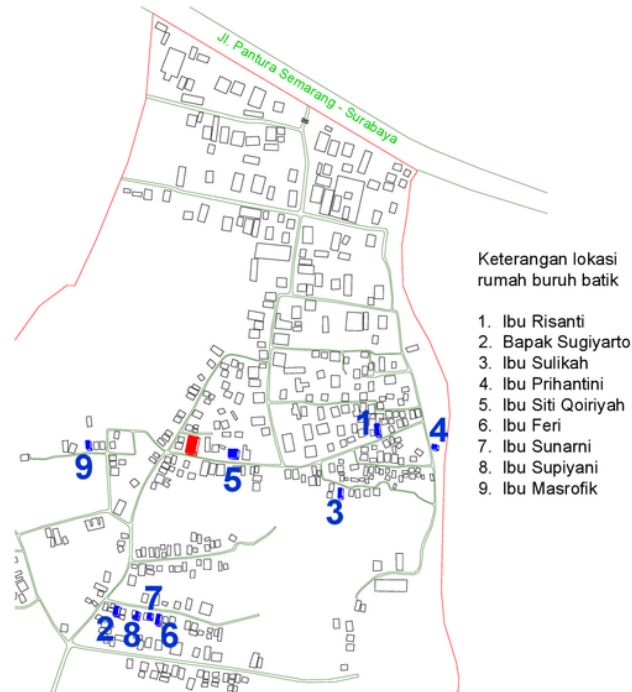 Jl. Pantura Semarang - Surabaya
Keterangan lokasi
rumah buruh batik
1. Ibu Risanti
2. Bapak Sugiyarto
3. Ibu Sulikah
4. Ibu Prihantini
5. Ibu Siti Qoiriyah
6. Ibu Feri
7. Ibu Sunarni
8. Ibu Supiyani
9. Ibu Masrofik
1
4
9
5
3
7
2
8
6